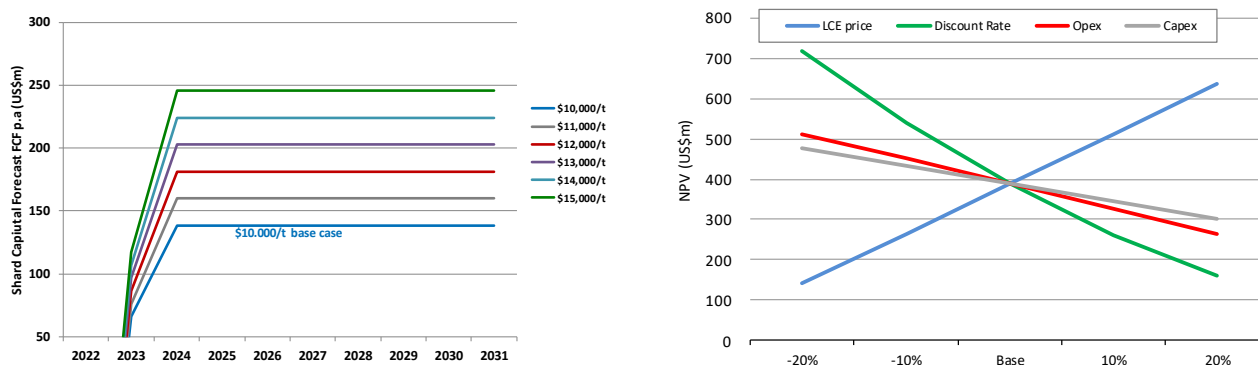 300
250
200
150
100
50
Shard Capiutal Forecast FCF p.a (US$m)
2022 2023 2024 2025 2026 2027 2028 2029 2030 2031
$10.000/t base case
$10,000/t
$11,000/t
$12,000/t
$13,000/t
$14,000/t
$15,000/t
800
700
600
500
400
300
200
100
0
NPV (US$m)
LCE price Discount Rate Opex Capex
-20% -10% Base 10% 20%